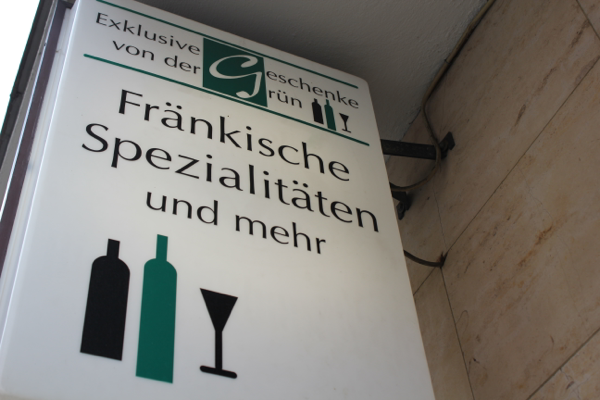 Exklusive Geschenke
von der Grün
Fränkische
Spezialitäten
und mehr